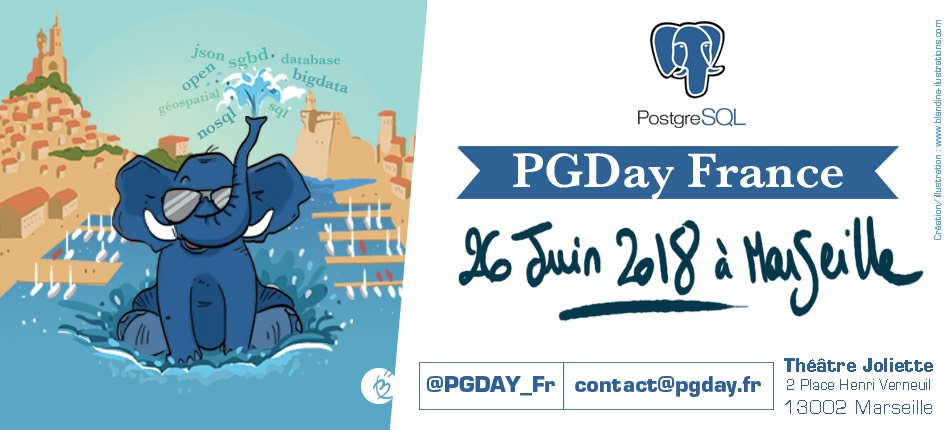 json
sgbd
database
open
bigdata
géospatial
sql
nosql
PostgreSQL
PGDay France
26 Juin 2018 à Marseille
@PGDAY_Fr
contact@pgday.fr
Théâtre Joliette
2 Place Henri Verneuil
13002 Marseille
Création/illustration : www.blandine-illustrations.com